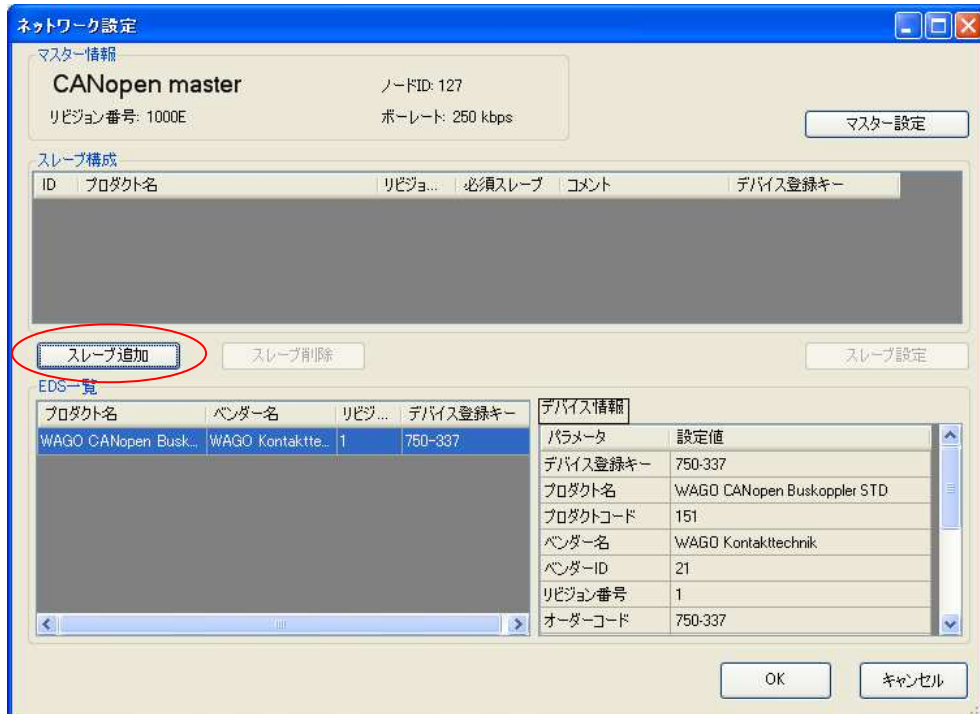 ネットワーク設定
マスター情報
CANopen master
ノードID: 127
リビジョン番号: 1000E
ボーレート: 250 kbps
マスター設定
スレーブ構成
ID プロダクト名 リビジョ... 必須スレーブ コメント デバイス登録キー
スレーブ追加 スレーブ削除 スレーブ設定
EDS一覧
プロダクト名 ベンダー名 リビジ... デバイス登録キー
WAGO CANopen Busk... WAGO Kontaktte... 1 750-337
デバイス情報
パラメータ 設定値
デバイス登録キー 750-337
プロダクト名 WAGO CANopen Buskoppler STD
プロダクトコード 151
ベンダー名 WAGO Kontakttechnik
ベンダーID 21
リビジョン番号 1
オーダーコード 750-337
OK キャンセル